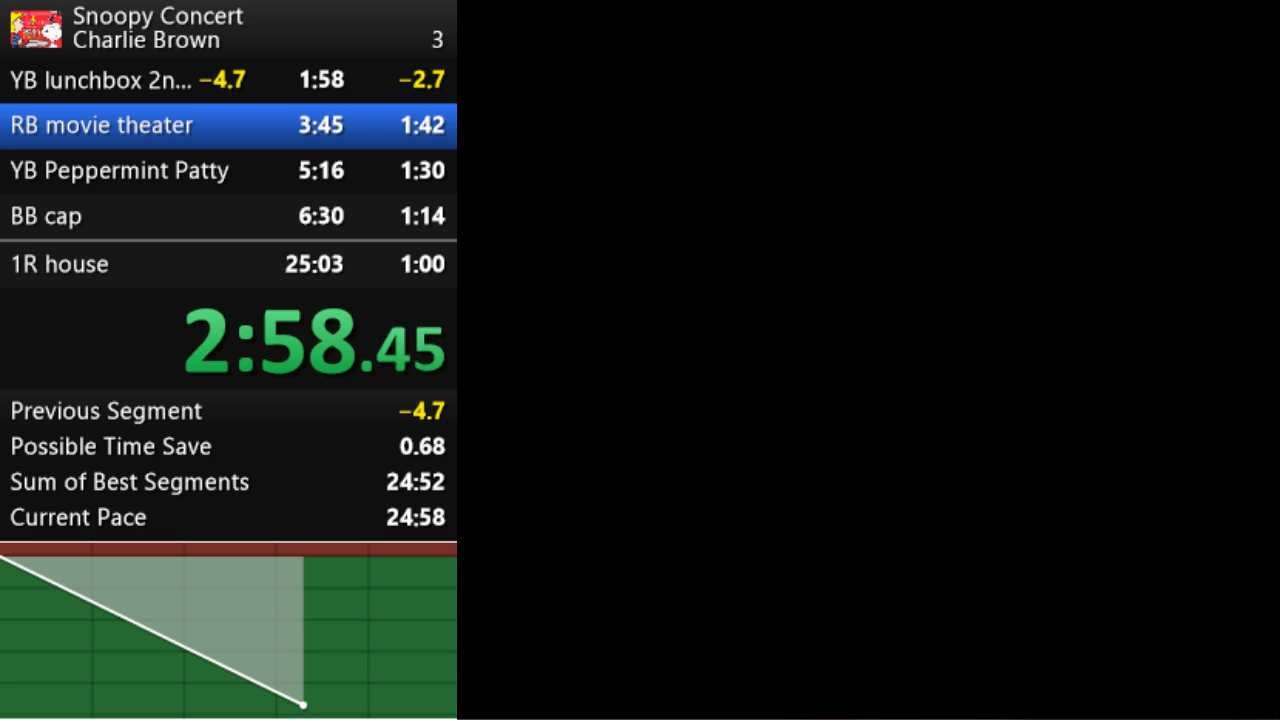 Snoopy Concert
Charlie Brown 3
YB lunchbox 2n... −4.7 1:58 −2.7
RB movie theater 3:45 1:42
YB Peppermint Patty 5:16 1:30
BB cap 6:30 1:14
1R house 25:03 1:00
2:58.45
Previous Segment −4.7
Possible Time Save 0.68
Sum of Best Segments 24:52
Current Pace 24:58